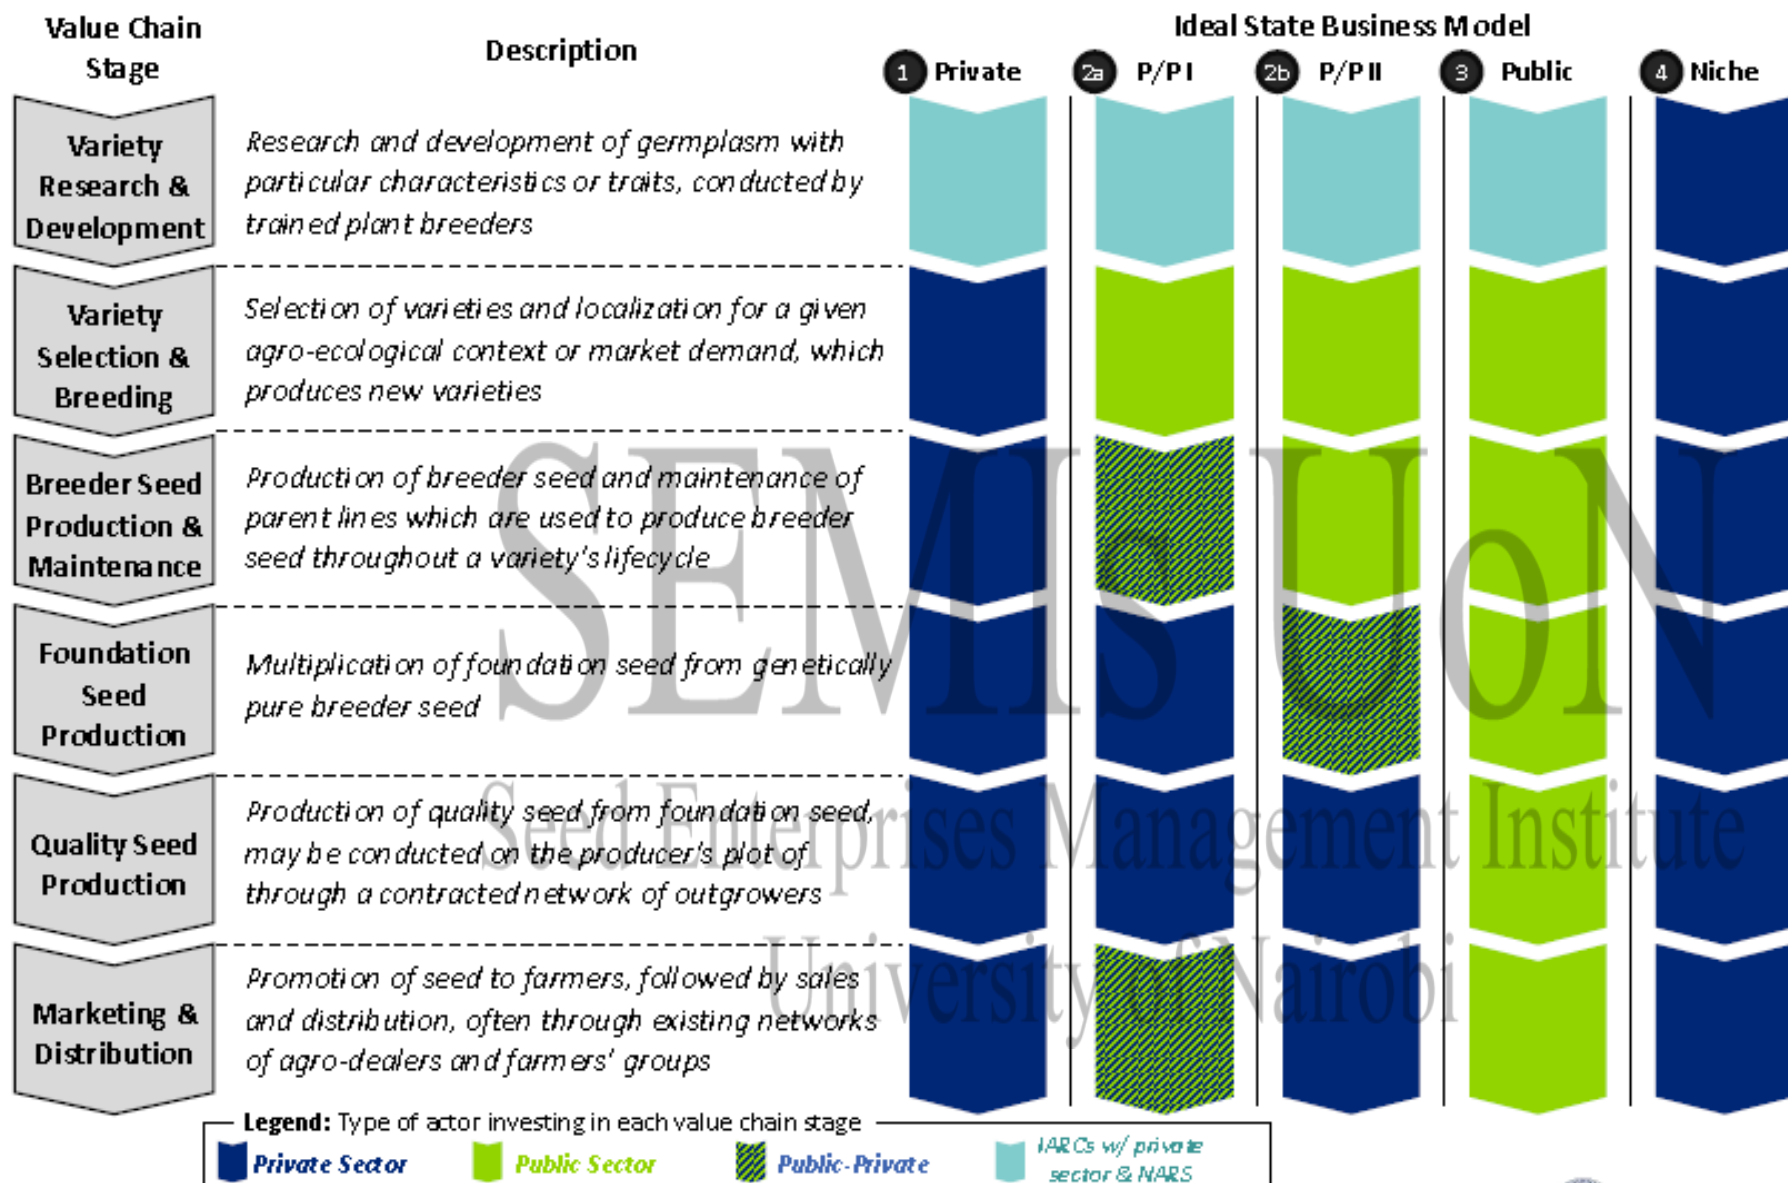 Value Chain
Stage
Description
Ideal State Business Model
1 Private
2a P/P I
2b P/P II
3 Public
4 Niche
Variety
Research &
Development
Research and development of germplasm with
particular characteristics or traits, conducted by
trained plant breeders
Variety
Selection &
Breeding
Selection of varieties and localization for a given
agro-ecological context or market demand, which
produces new varieties
Breeder Seed
Production &
Maintenance
Production of breeder seed and maintenance of
parent lines which are used to produce breeder
seed throughout a variety's lifecycle
Foundation
Seed
Production
Multiplication of foundation seed from genetically
pure breeder seed
Quality Seed
Production
Production of quality seed from foundation seed,
may be conducted on the producer's plot of
through a contracted network of outgrowers
Marketing &
Distribution
Promotion of seed to farmers, followed by sales
and distribution, often through existing networks
of agro-dealers and farmers' groups
SEMIs UoN
Seed Enterprises Management Institute
University of Nairobi
Legend: Type of actor investing in each value chain stage
Private Sector
Public Sector
Public-Private
IARCs w/ private
sector & NARS